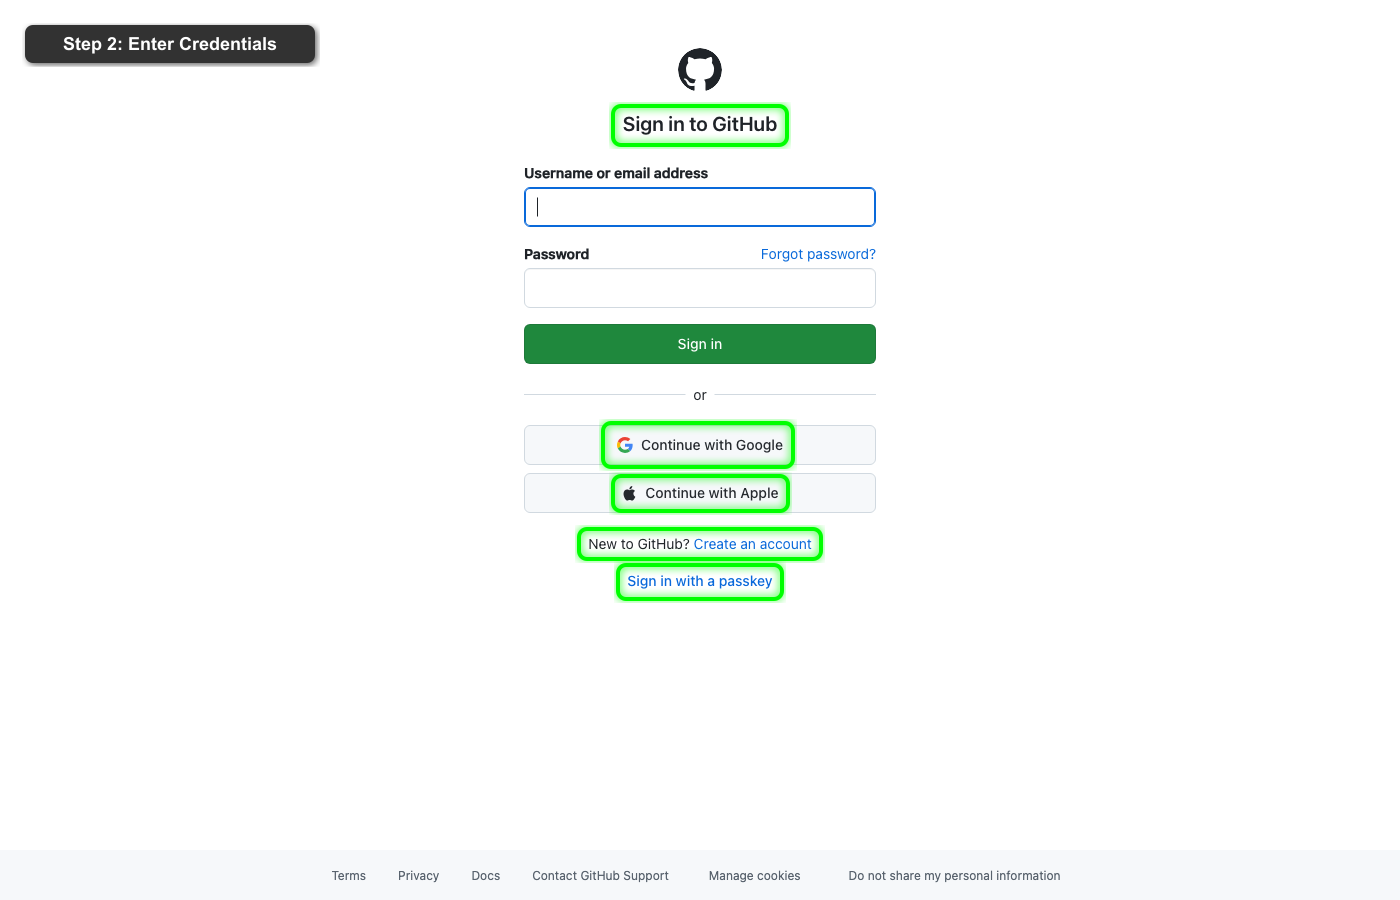 Step 2: Enter Credentials
Sign in to GitHub
Username or email address
Password Forgot password?
Sign in
or
Continue with Google
Continue with Apple
New to GitHub? Create an account
Sign in with a passkey
Terms Privacy Docs Contact GitHub Support Manage cookies Do not share my personal information